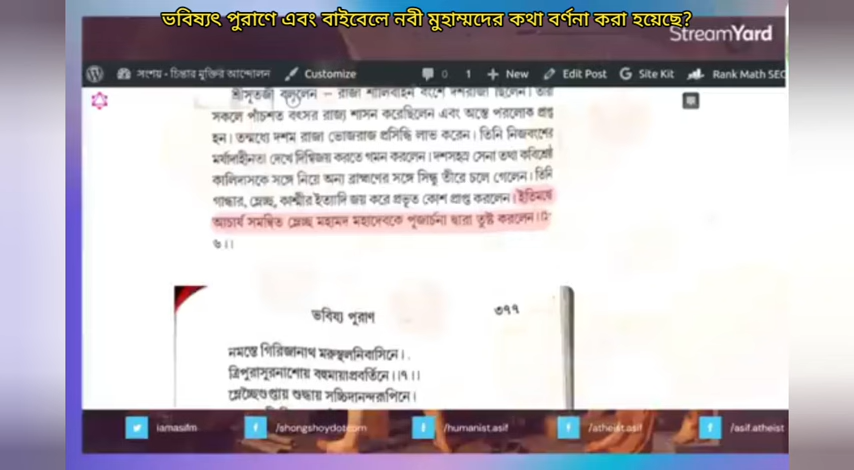 ভবিষ্যৎ পুরাণে এবং বাইবেলে নবী মুহাম্মদের কথা বর্ণনা করা হয়েছে?
StreamYard
সংশয় - চিন্তার মুক্তির আন্দোলন Customize 0 1 New Edit Post Site Kit Rank Math SEO
শ্রীসূতজী বললেন – রাজা শালিবাহন বংশে দশরাজা ছিলেন। তারা
সকলে পাঁচশত বৎসর রাজ্য শাসন করেছিলেন এবং অন্তে পরলোক প্রাপ্ত
হন। তন্মধ্যে দশম রাজা ভোজরাজ প্রসিদ্ধি লাভ করেন। তিনি নিজবংশের
মর্যাদাহীনতা দেখে দিগ্বিজয় করতে গমন করলেন। দশসহস্র সেনা তথা কবিশ্রেষ্ঠ
কালিদাসকে সঙ্গে নিয়ে অন্য ব্রাহ্মণের সঙ্গে সিন্ধু তীরে চলে গেলেন। তিনি
গান্ধার, ম্লেচ্ছ, কাশ্মীর ইত্যাদি জয় করে প্রভূত কোশ প্রাপ্ত করলেন। ইতিমধ্যে
আচার্য সমন্বিত ম্লেচ্ছ মহামদ মহাদেবকে পূজার্চনা দ্বারা তুষ্ট করলেন।।
৬।।
ভবিষ্য পুরাণ ৩৭৭
নমস্তে গিরিজানাথ মরুস্থলনিবাসিনে।
ত্রিপুরাসুরনাশায় বহুমায়াপ্রবর্তিনে।।৭।।
ম্লেচ্ছৈগুপ্তায় শুদ্ধায় সচ্চিদানন্দরূপিনে।
iamasifm /shongshoydotcom /humanist.asif /atheist.asif /asif.atheist